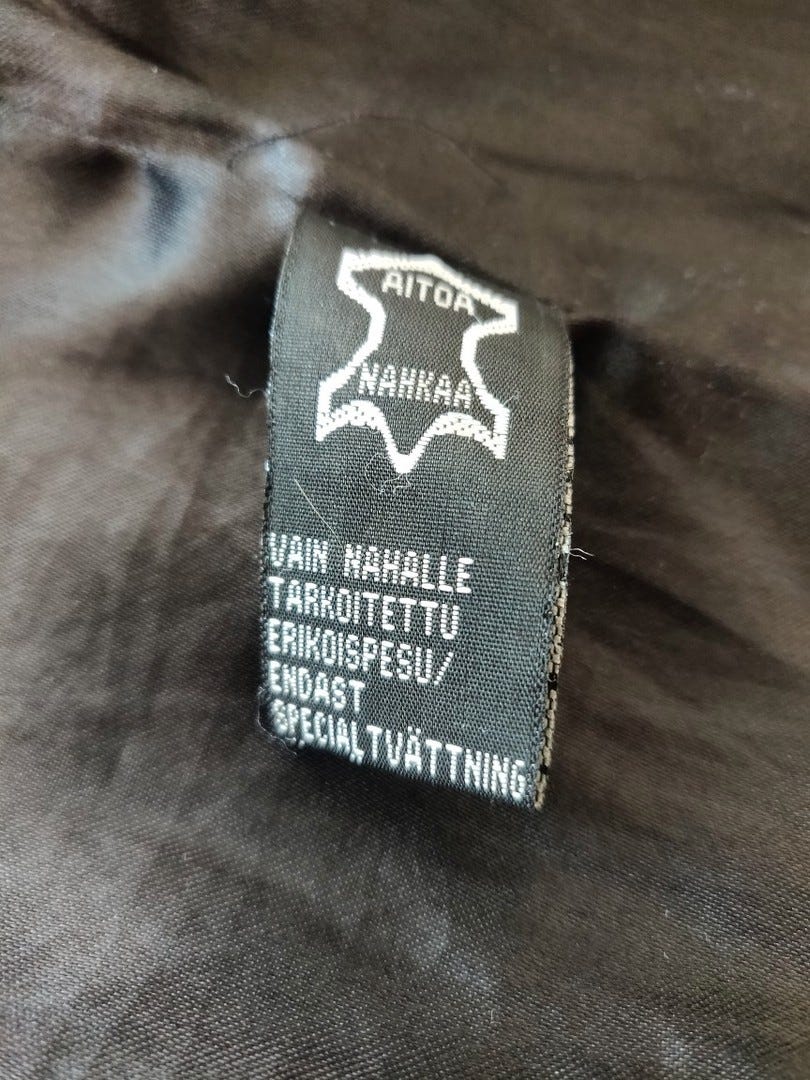 AITOA
NAHKAA
VAIN NAHALLE
TARKOITETTU
ERIKOISPESU/
ENDAST
SPECIALTVÄTTNING